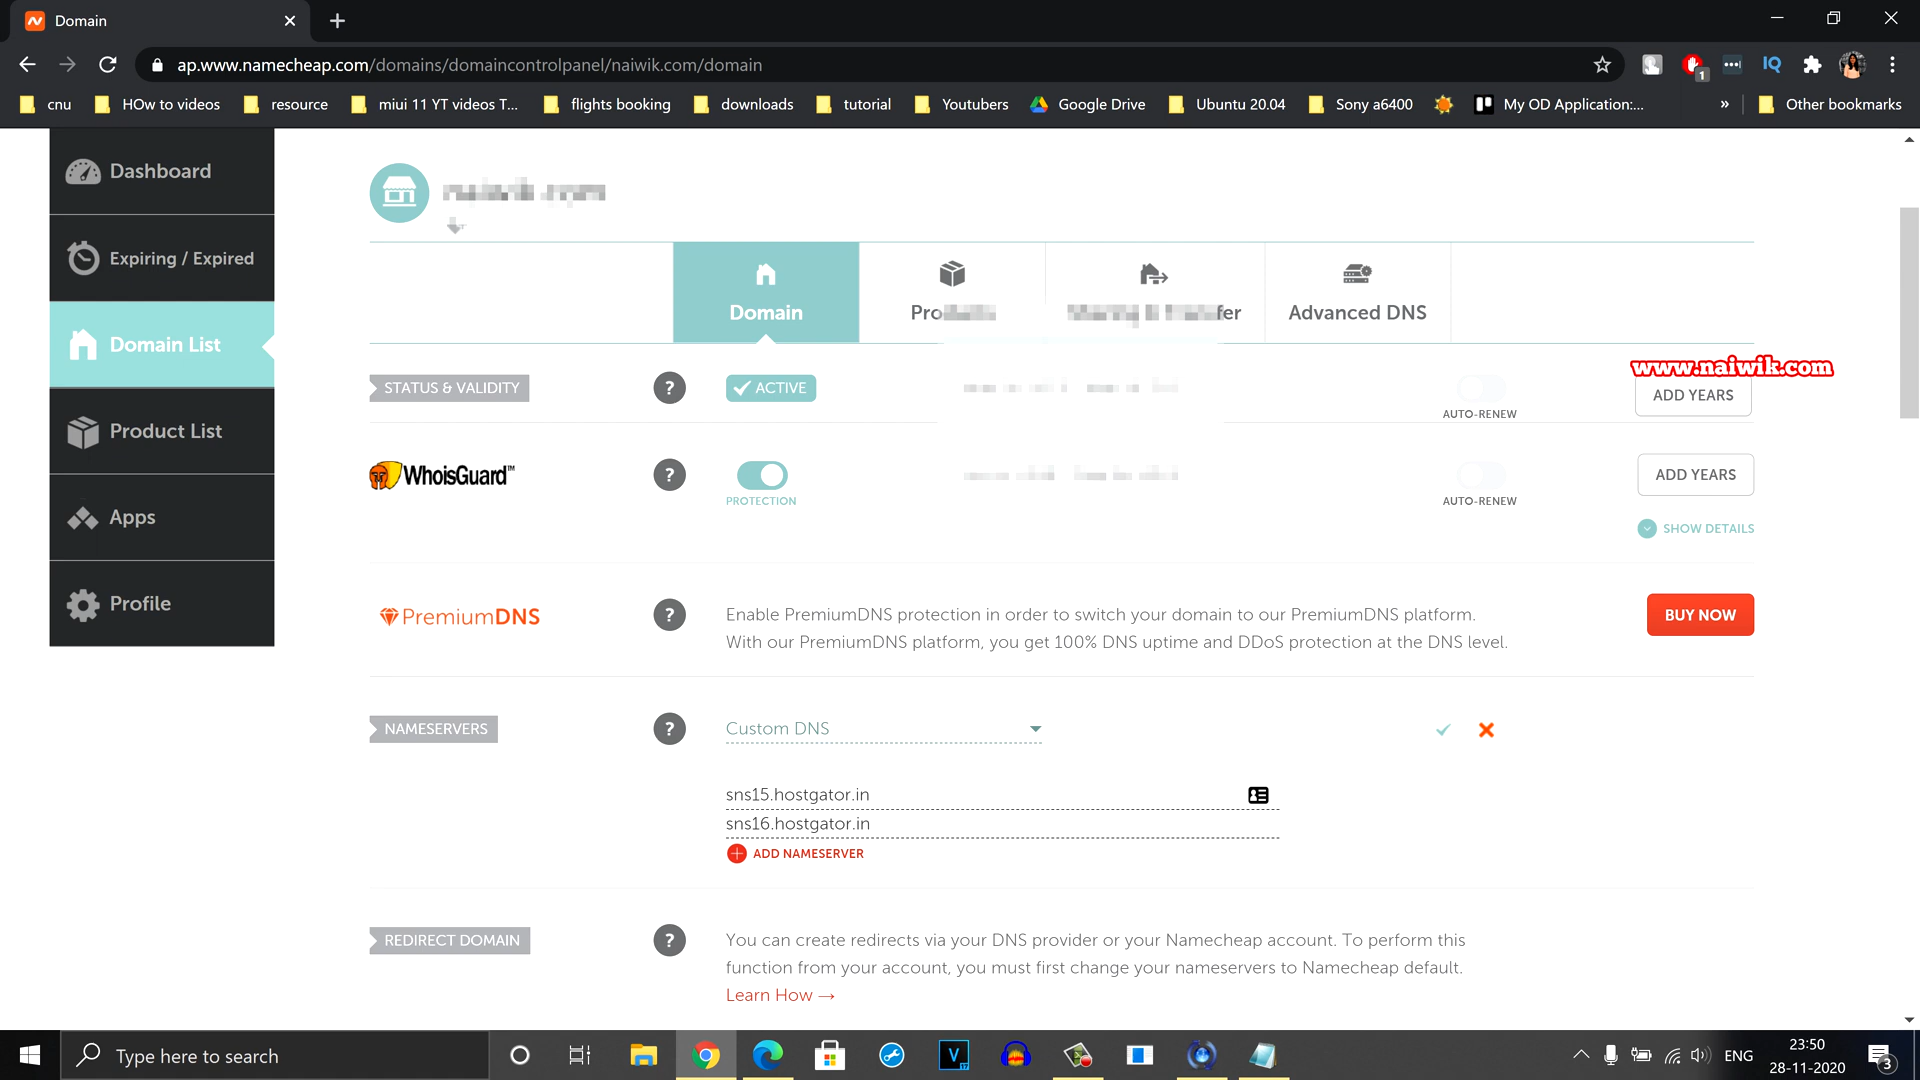 Domain
ap.www.namecheap.com/domains/domaincontrolpanel/naiwik.com/domain
1
IQ
cnu
HOw to videos
resource
miui 11 YT videos T...
flights booking
downloads
tutorial
Youtubers
Google Drive
Ubuntu 20.04
Sony a6400
My OD Application:...
»
Other bookmarks
Dashboard
Expiring / Expired
Domain List
Product List
Apps
Profile
Domain
Advanced DNS
www.naiwik.com
STATUS & VALIDITY
?
ACTIVE
AUTO-RENEW
ADD YEARS
WhoisGuard™
?
PROTECTION
AUTO-RENEW
ADD YEARS
SHOW DETAILS
PremiumDNS
?
Enable PremiumDNS protection in order to switch your domain to our PremiumDNS platform.
With our PremiumDNS platform, you get 100% DNS uptime and DDoS protection at the DNS level.
BUY NOW
NAMESERVERS
?
Custom DNS
sns15.hostgator.in
sns16.hostgator.in
ADD NAMESERVER
REDIRECT DOMAIN
?
You can create redirects via your DNS provider or your Namecheap account. To perform this
function from your account, you must first change your nameservers to Namecheap default.
Learn How →
Type here to search
V
17
ENG
23:50
28-11-2020
3